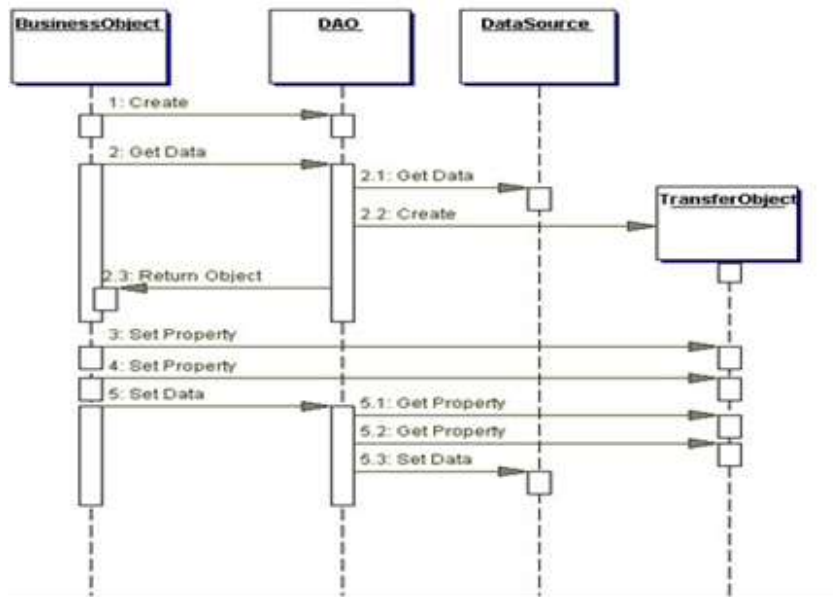 BusinessObject
DAO
DataSource
1: Create
2: Get Data
2.1: Get Data
TransferObject
2.2: Create
2.3: Return Object
3: Set Property
4: Set Property
5: Set Data
5.1: Get Property
5.2: Get Property
5.3: Set Data